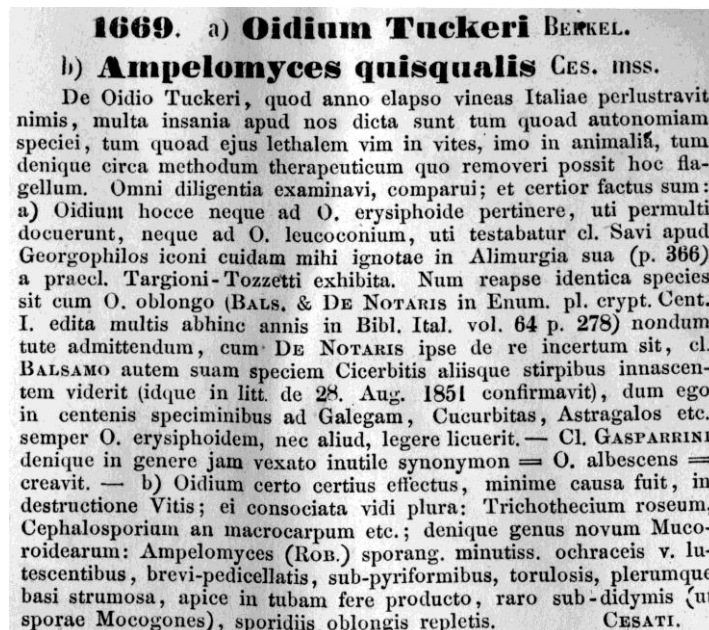 1669. a) Oidium Tuckeri BERKEL.
b) Ampelomyces quisqualis CES. mss.
De Oidio Tuckeri, quod anno elapso vineas Italiae perlustravit
nimis, multa insania apud nos dicta sunt tum quoad autonomiam
speciei, tum quoad ejus lethalem vim in vites, imo in animalia, tum
denique circa methodum therapeuticum quo removeri possit hoc fla-
gellum. Omni diligentia examinavi, comparui; et certior factus sum:
a) Oidium hocce neque ad O. erysiphoide pertinere, uti permulti
docuerunt, neque ad O. leucoconium, uti testabatur cl. Savi apud
Georgophilos iconi cuidam mihi ignotae in Alimurgia sua (p. 366)
a praecl. Targioni-Tozzetti exhibita. Num reapse identica species
sit cum O. oblongo (BALS. & DE NOTARIS in Enum. pl. crypt. Cent.
I. edita multis abhinc annis in Bibl. Ital. vol. 64 p. 278) nondum
tute admittendum, cum DE NOTARIS ipse de re incertum sit, cl.
BALSAMO autem suam speciem Cicerbitis aliisque stirpibus innascen-
tem viderit (idque in litt. de 28. Aug. 1851 confirmavit), dum ego
in centenis speciminibus ad Galegam, Cucurbitas, Astragalos etc.
semper O. erysiphoidem, nec aliud, legere licuerit. — Cl. GASPARRINI
denique in genere jam vexato inutile synonymon = O. albescens =
creavit. — b) Oidium certo certius effectus, minime causa fuit, in
destructione Vitis; ei consociata vidi plura: Trichothecium roseum,
Cephalosporium an macrocarpum etc.; denique genus novum Muco-
roidearum: Ampelomyces (ROB.) sporang. minutiss. ochraceis v. lu-
tescentibus, brevi-pedicellatis, sub-pyriformibus, torulosis, plerumque
basi strumosa, apice in tubam fere producto, raro sub-didymis (ut
sporae Mocogones), sporidiis oblongis repletis. CESATI.